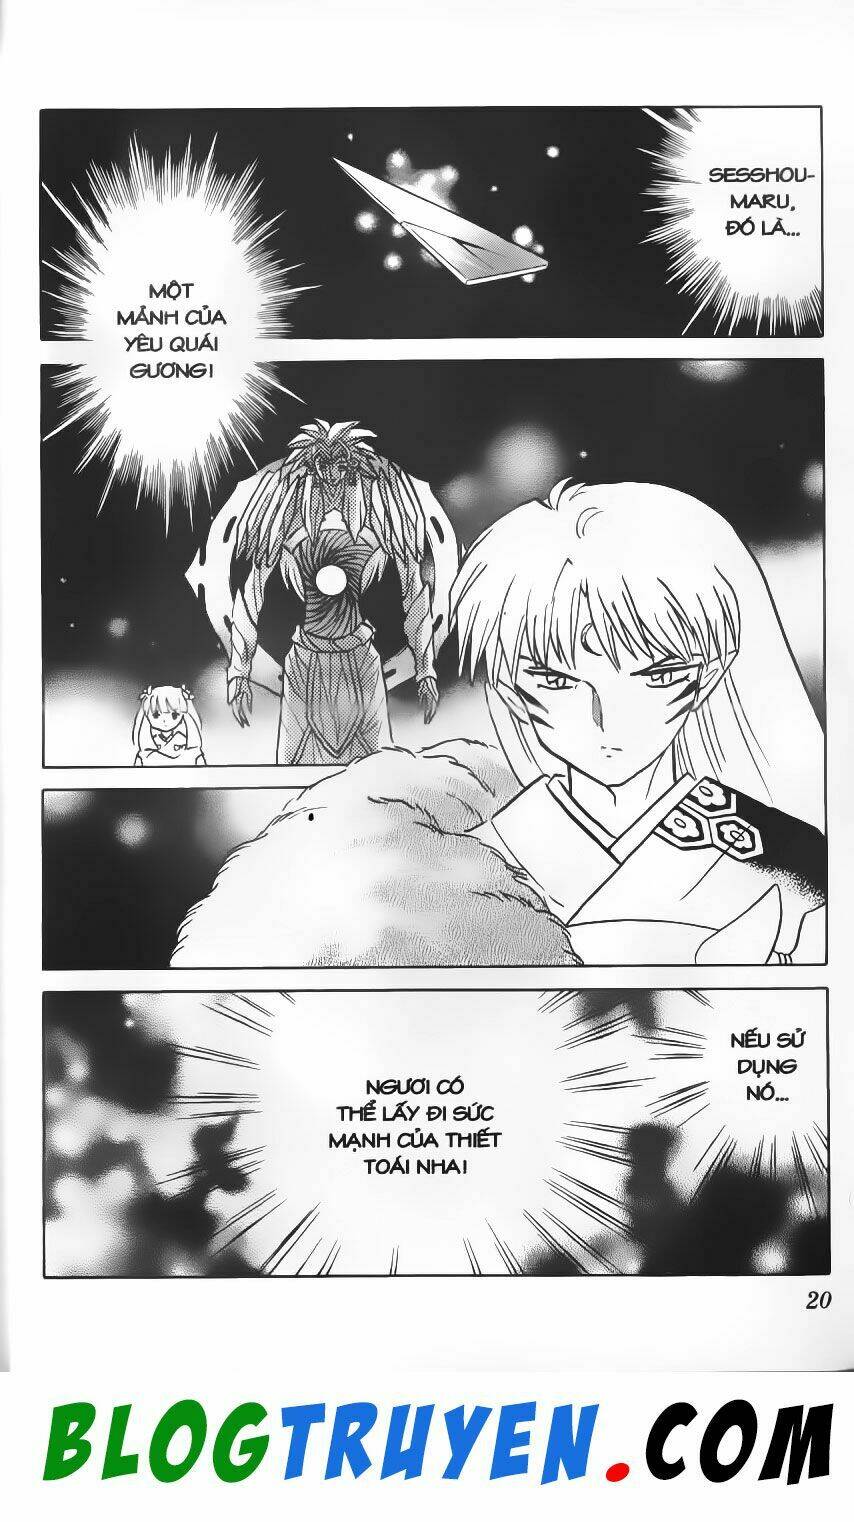 SESSHOU-
MARU,
ĐÓ LÀ...
MỘT
MẢNH CỦA
YÊU QUÁI
GƯƠNG!
NẾU SỬ
DỤNG
NÓ...
NGƯƠI CÓ
THỂ LẤY ĐI SỨC
MẠNH CỦA THIẾT
TOÁI NHA!
20
BLOGTRUYEN.COM